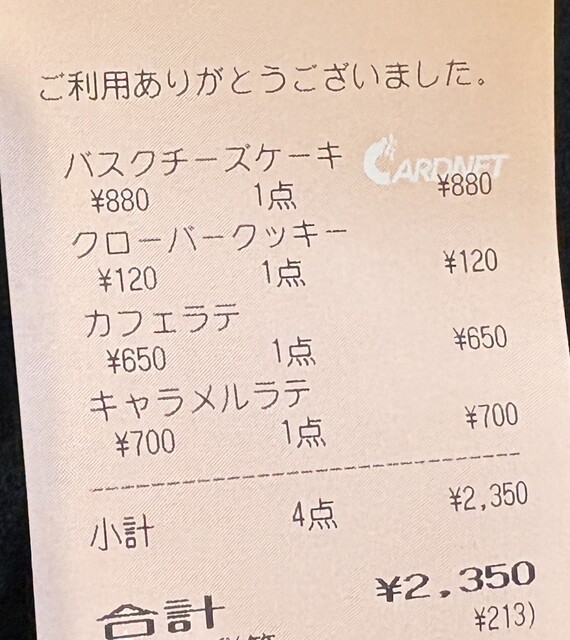 ご利用ありがとうございました。
CARDNET
バスクチーズケーキ
¥880 1点 ¥880
クローバークッキー
¥120 1点 ¥120
カフェラテ
¥650 1点 ¥650
キャラメルラテ
¥700 1点 ¥700
小計 4点 ¥2,350
合計 ¥2,350
¥213)